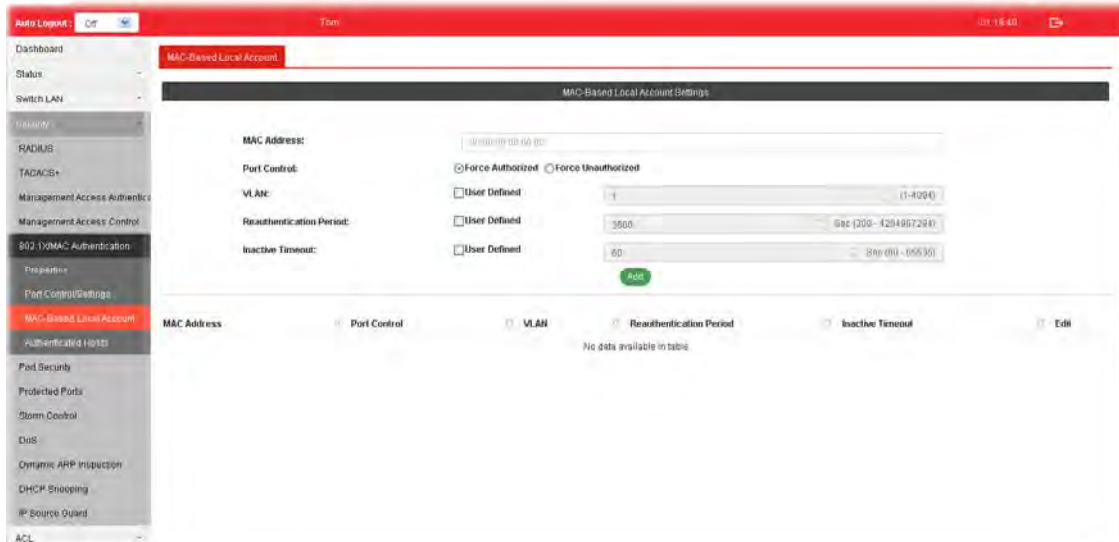 Auto Logout : Off
Tom
Dashboard
MAC-Based Local Account
Status
Switch LAN
MAC-Based Local Account Settings
Security
RADIUS
TACACS+
Management Access Authentica
Management Access Control
802.1X/MAC Authentication
Properties
Port Control/Settings
MAC-Based Local Account
Authenticated Hosts
Port Security
Protected Ports
Storm Control
DoS
Dynamic ARP Inspection
DHCP Snooping
IP Source Guard
ACL
MAC Address:
Port Control: Force Authorized Force Unauthorized
VLAN: User Defined 1 (1-4094)
Reauthentication Period: User Defined 3600 Sec (300 - 4294967294)
Inactive Timeout: User Defined 60 Sec (60 - 65535)
Add
MAC Address Port Control VLAN Reauthentication Period Inactive Timeout Edit
No data available in table